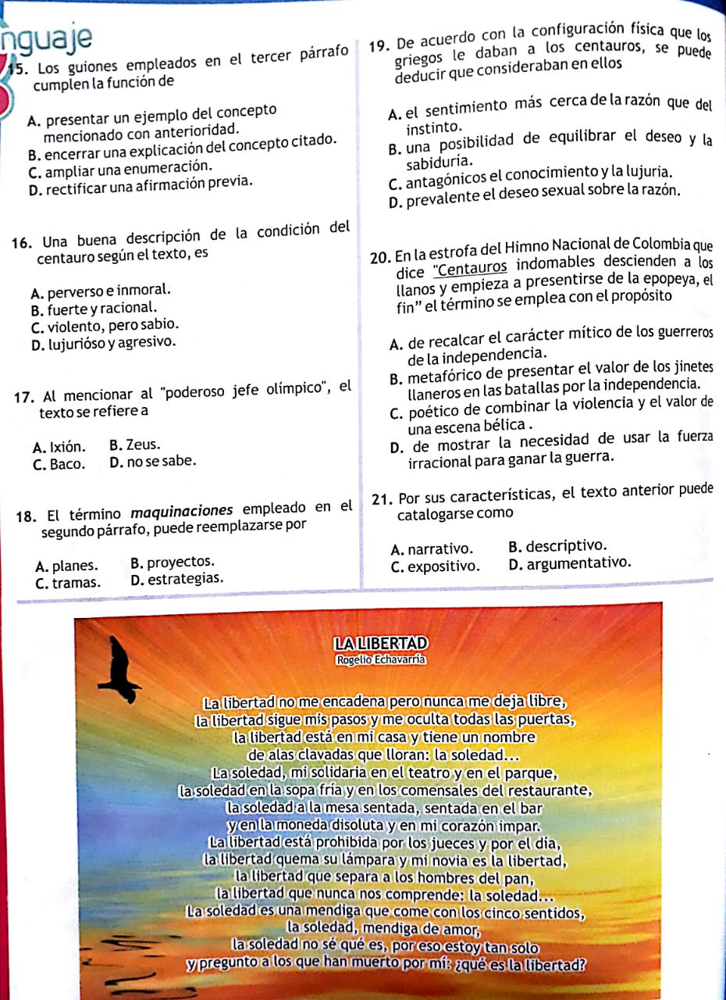 nguaje
15. Los guiones empleados en el tercer párrafo
cumplen la función de
A. presentar un ejemplo del concepto
mencionado con anterioridad.
B. encerrar una explicación del concepto citado.
C. ampliar una enumeración.
D. rectificar una afirmación previa.
16. Una buena descripción de la condición del
centauro según el texto, es
A. perverso e inmoral.
B. fuerte y racional.
C. violento, pero sabio.
D. lujurióso y agresivo.
17. Al mencionar al "poderoso jefe olímpico", el
texto se refiere a
A. Ixión. B. Zeus.
C. Baco. D. no se sabe.
18. El término maquinaciones empleado en el
segundo párrafo, puede reemplazarse por
A. planes. B. proyectos.
C. tramas. D. estrategias.
19. De acuerdo con la configuración física que los
griegos le daban a los centauros, se puede
deducir que consideraban en ellos
A. el sentimiento más cerca de la razón que del
instinto.
B. una posibilidad de equilibrar el deseo y la
sabiduría.
C. antagónicos el conocimiento y la lujuria.
D. prevalente el deseo sexual sobre la razón.
20. En la estrofa del Himno Nacional de Colombia que
dice "Centauros indomables descienden a los
llanos y empieza a presentirse de la epopeya, el
fin" el término se emplea con el propósito
A. de recalcar el carácter mítico de los guerreros
de la independencia.
B. metafórico de presentar el valor de los jinetes
llaneros en las batallas por la independencia.
C. poético de combinar la violencia y el valor de
una escena bélica .
D. de mostrar la necesidad de usar la fuerza
irracional para ganar la guerra.
21. Por sus características, el texto anterior puede
catalogarse como
A. narrativo. B. descriptivo.
C. expositivo. D. argumentativo.
LA LIBERTAD
Rogelio Echavarría
La libertad no me encadena pero nunca me deja libre,
la libertad sigue mis pasos y me oculta todas las puertas,
la libertad está en mi casa y tiene un nombre
de alas clavadas que lloran: la soledad...
La soledad, mi solidaria en el teatro y en el parque,
la soledad en la sopa fría y en los comensales del restaurante,
la soledad a la mesa sentada, sentada en el bar
y en la moneda disoluta y en mi corazón impar.
La libertad está prohibida por los jueces y por el día,
la libertad quema su lámpara y mi novia es la libertad,
la libertad que separa a los hombres del pan,
la libertad que nunca nos comprende: la soledad...
La soledad es una mendiga que come con los cinco sentidos,
la soledad, mendiga de amor,
la soledad no sé qué es, por eso estoy tan solo
y pregunto a los que han muerto por mí: ¿qué es la libertad?